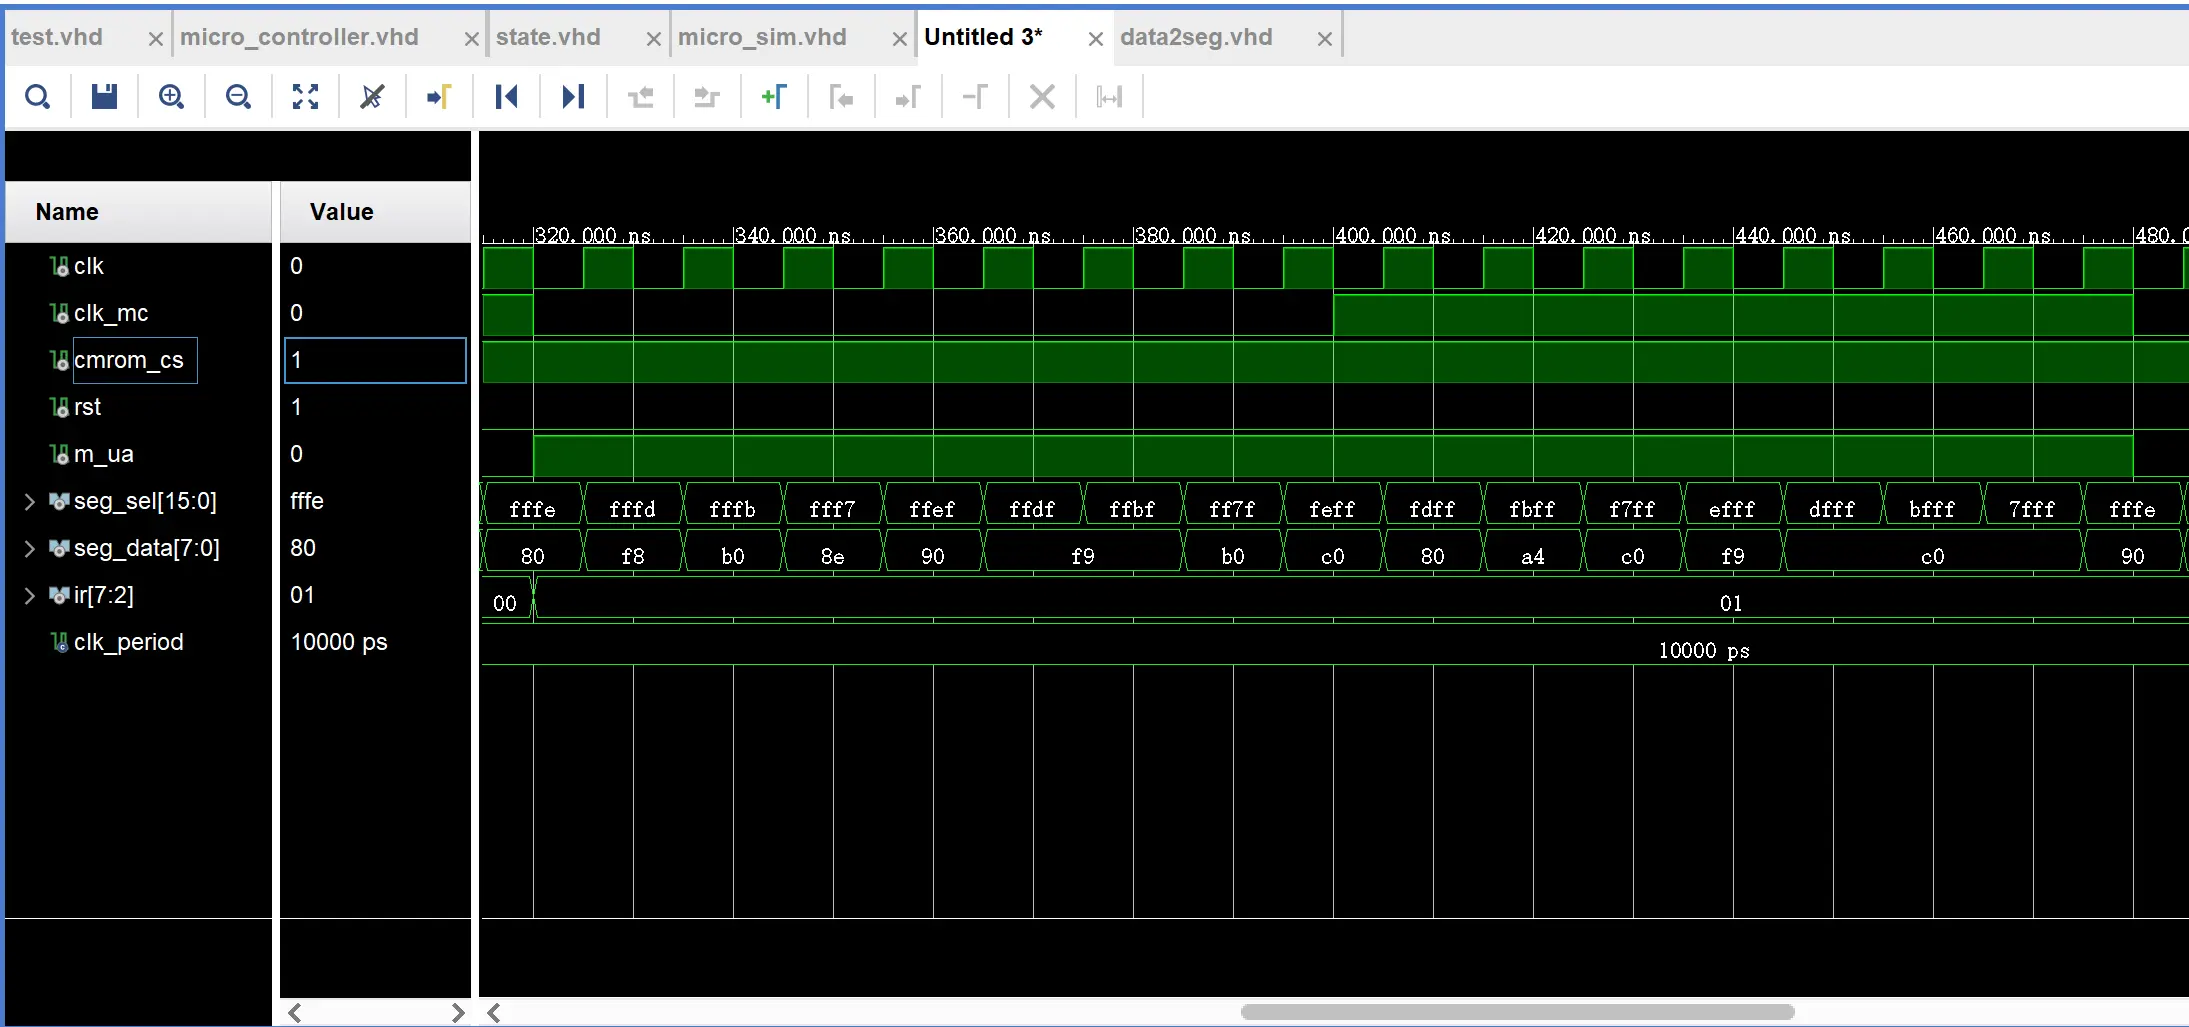 test.vhd micro_controller.vhd state.vhd micro_sim.vhd Untitled 3* data2seg.vhd
Name Value
320.000 ns 340.000 ns 360.000 ns 380.000 ns 400.000 ns 420.000 ns 440.000 ns 460.000 ns
clk 0
clk_mc 0
cmrom_cs 1
rst 1
m_ua 0
seg_sel[15:0] fffe fffe fffd fffb fff7 ffef ffdf ffbf ff7f feff fdff fbff f7ff efff dfff bfff 7fff fffe
seg_data[7:0] 80 80 f8 b0 8e 90 f9 b0 c0 80 a4 c0 f9 c0 90
ir[7:2] 01 00 01
clk_period 10000 ps 10000 ps